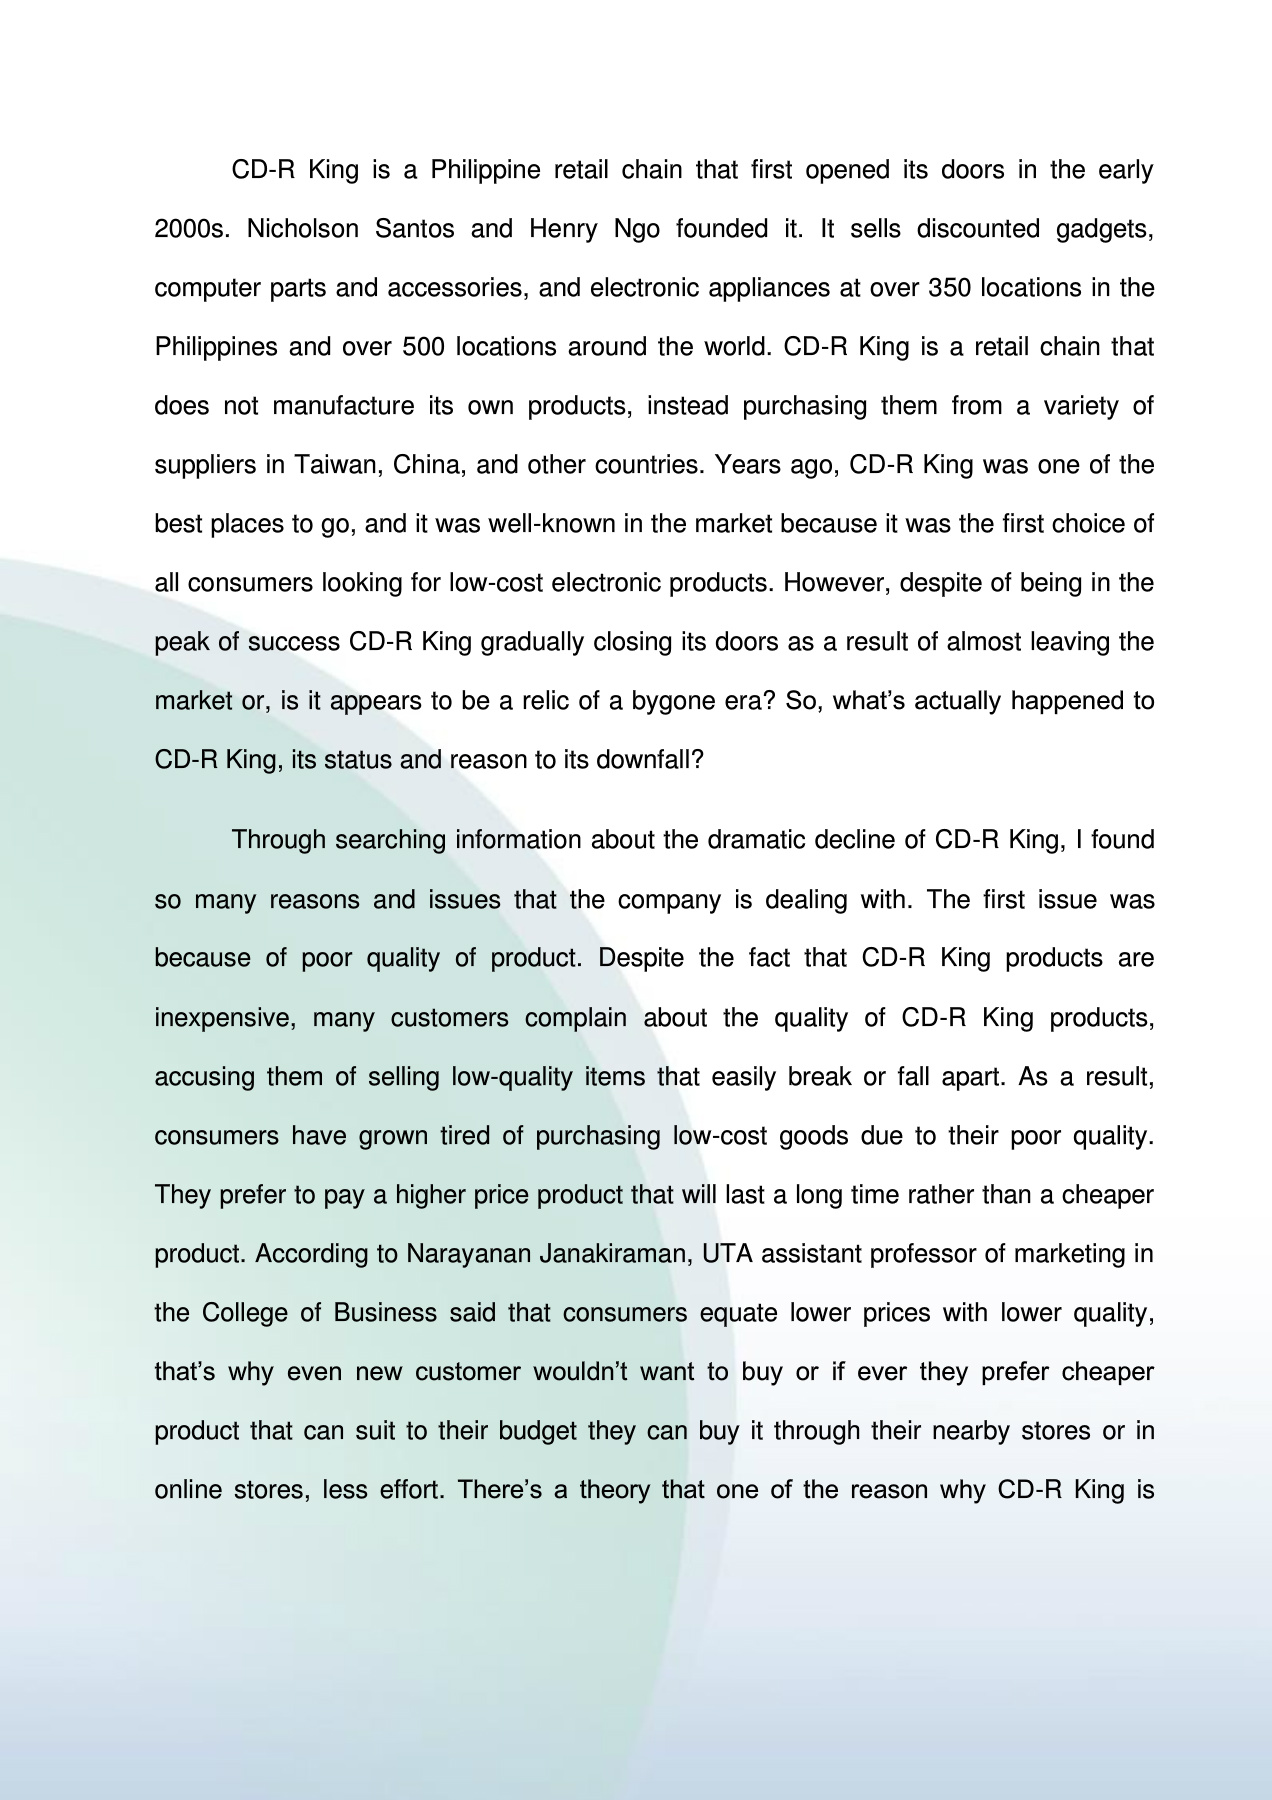 CD-R King is a Philippine retail chain that first opened its doors in the early
2000s. Nicholson Santos and Henry Ngo founded it. It sells discounted gadgets,
computer parts and accessories, and electronic appliances at over 350 locations in the
Philippines and over 500 locations around the world. CD-R King is a retail chain that
does not manufacture its own products, instead purchasing them from a variety of
suppliers in Taiwan, China, and other countries. Years ago, CD-R King was one of the
best places to go, and it was well-known in the market because it was the first choice of
all consumers looking for low-cost electronic products. However, despite of being in the
peak of success CD-R King gradually closing its doors as a result of almost leaving the
market or, is it appears to be a relic of a bygone era? So, what’s actually happened to
CD-R King, its status and reason to its downfall?
Through searching information about the dramatic decline of CD-R King, I found
so many reasons and issues that the company is dealing with. The first issue was
because of poor quality of product. Despite the fact that CD-R King products are
inexpensive, many customers complain about the quality of CD-R King products,
accusing them of selling low-quality items that easily break or fall apart. As a result,
consumers have grown tired of purchasing low-cost goods due to their poor quality.
They prefer to pay a higher price product that will last a long time rather than a cheaper
product. According to Narayanan Janakiraman, UTA assistant professor of marketing in
the College of Business said that consumers equate lower prices with lower quality,
that’s why even new customer wouldn’t want to buy or if ever they prefer cheaper
product that can suit to their budget they can buy it through their nearby stores or in
online stores, less effort. There’s a theory that one of the reason why CD-R King is